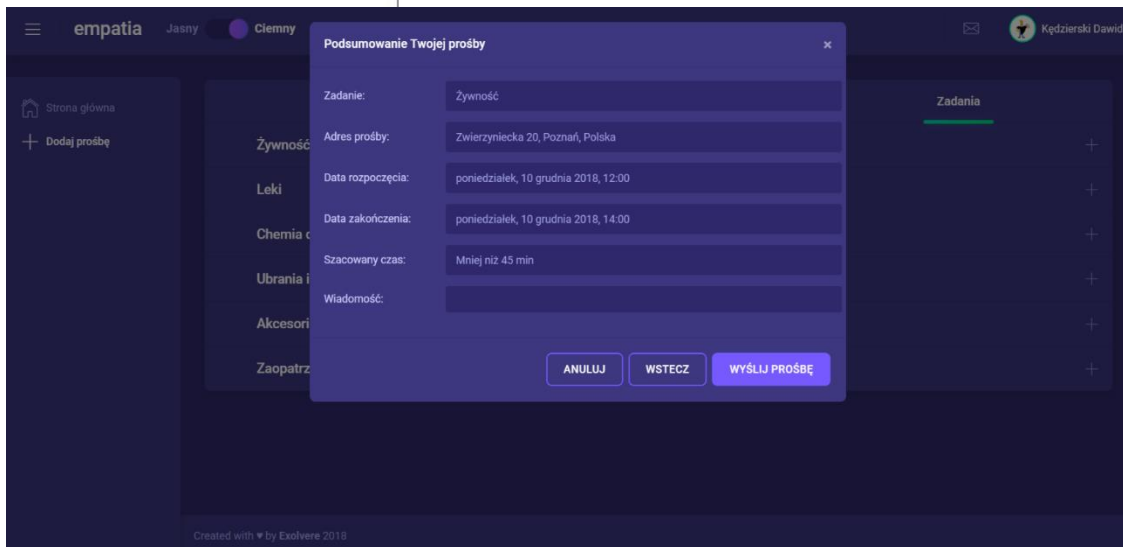 empatia Jasny Ciemny
Kędzierski Dawid
Strona główna
Dodaj prośbę
Zadania
Żywność
Leki
Chemia
Ubrania i
Akcesori
Zaopatrz
Podsumowanie Twojej prośby ×
Zadanie: Żywność
Adres prośby: Zwierzyniecka 20, Poznań, Polska
Data rozpoczęcia: poniedziałek, 10 grudnia 2018, 12:00
Data zakończenia: poniedziałek, 10 grudnia 2018, 14:00
Szacowany czas: Mniej niż 45 min
Wiadomość:
ANULUJ WSTECZ WYŚLIJ PROŚBĘ
Created with ♥ by Exolvere 2018